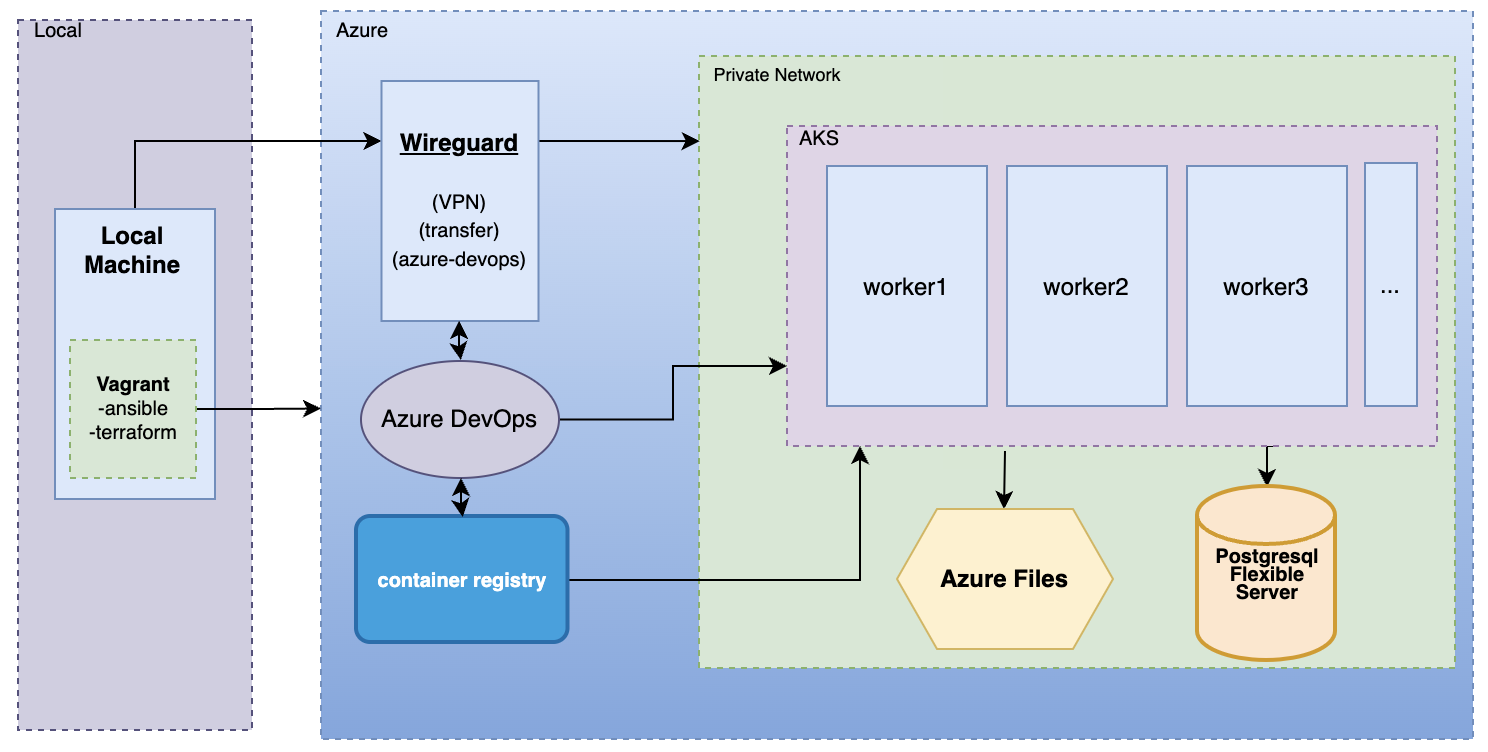 Local
Azure
Private Network
AKS
Wireguard
(VPN)
(transfer)
(azure-devops)
Local
Machine
Vagrant
-ansible
-terraform
Azure DevOps
container registry
worker1
worker2
worker3
...
Azure Files
Postgresql
Flexible
Server